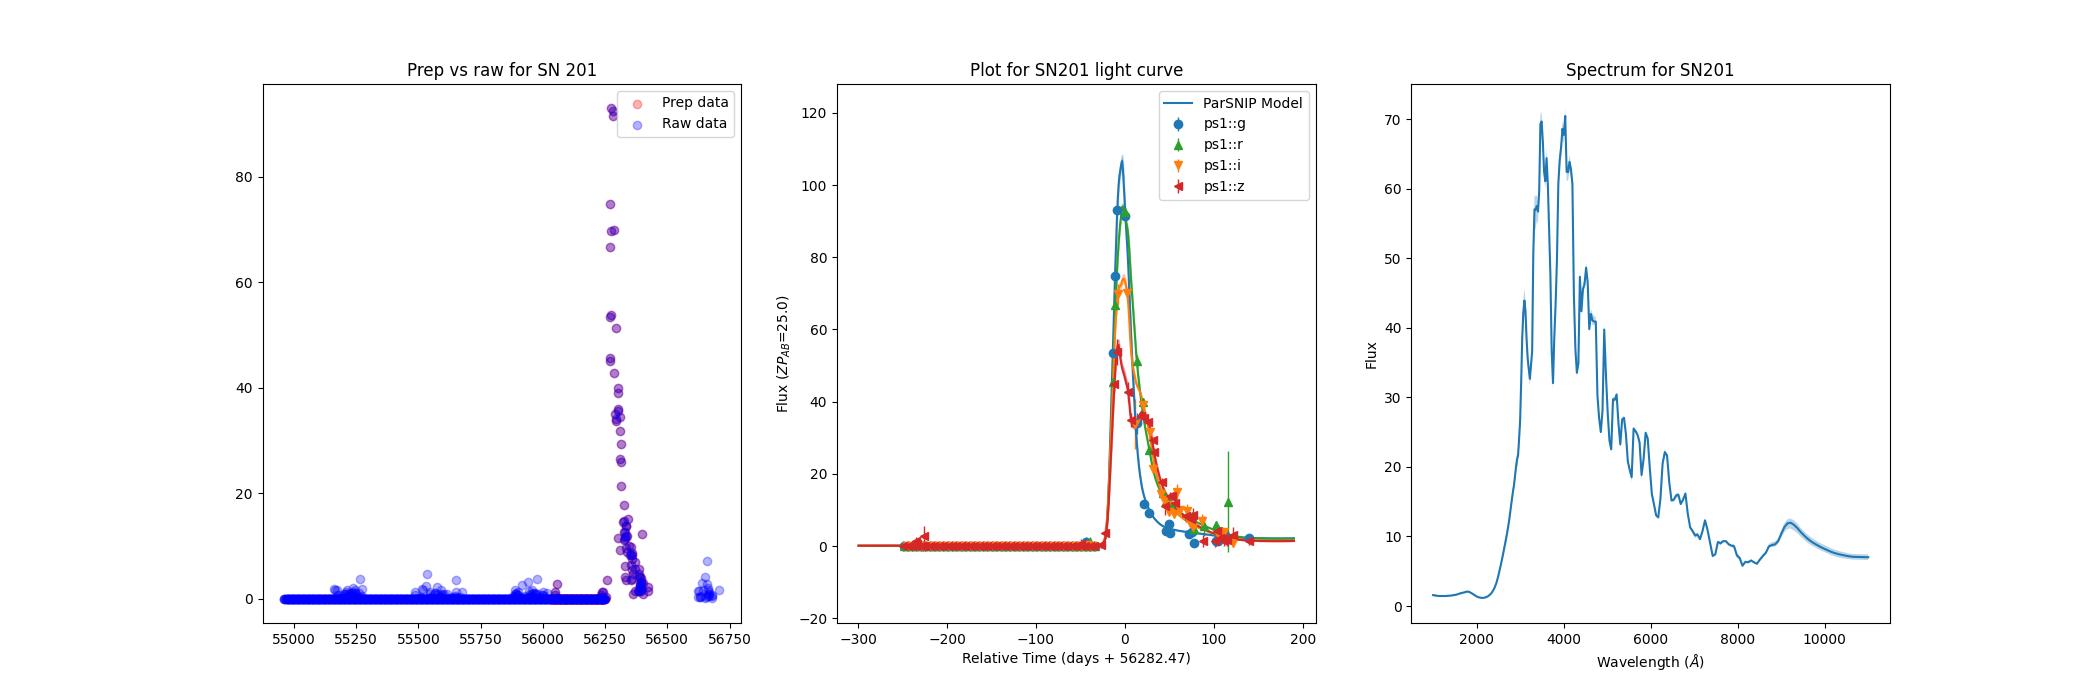 Prep vs raw for SN 201
Prep data
Raw data
80
60
40
20
0
55000 55250 55500 55750 56000 56250 56500 56750
Plot for SN201 light curve
ParSNIP Model
ps1::g
ps1::r
ps1::i
ps1::z
120
100
80
60
40
20
0
−20
Flux (ZP_AB=25.0)
−300 −200 −100 0 100 200
Relative Time (days + 56282.47)
Spectrum for SN201
70
60
50
40
30
20
10
0
Flux
2000 4000 6000 8000 10000
Wavelength (Å)